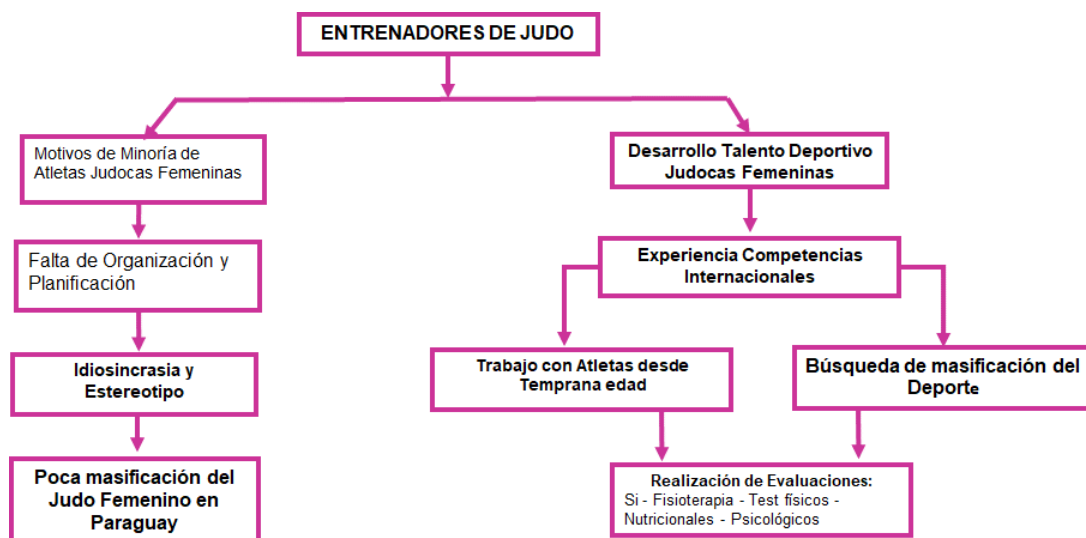 ENTRENADORES DE JUDO
Motivos de Minoría de
Atletas Judocas Femeninas
Falta de Organización y
Planificación
Idiosincrasia y
Estereotipo
Poca masificación del
Judo Femenino en
Paraguay
Desarrollo Talento Deportivo
Judocas Femeninas
Experiencia Competencias
Internacionales
Trabajo con Atletas desde
Temprana edad
Búsqueda de masificación del
Deporte
Realización de Evaluaciones:
Si - Fisioterapia - Test físicos -
Nutricionales - Psicológicos